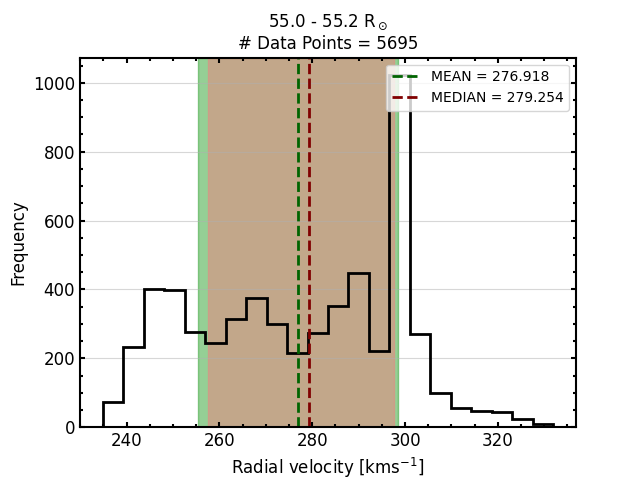 55.0 - 55.2 R⊙
# Data Points = 5695
MEAN = 276.918
MEDIAN = 279.254
Frequency
1000
800
600
400
200
0
240
260
280
300
320
Radial velocity [kms⁻¹]